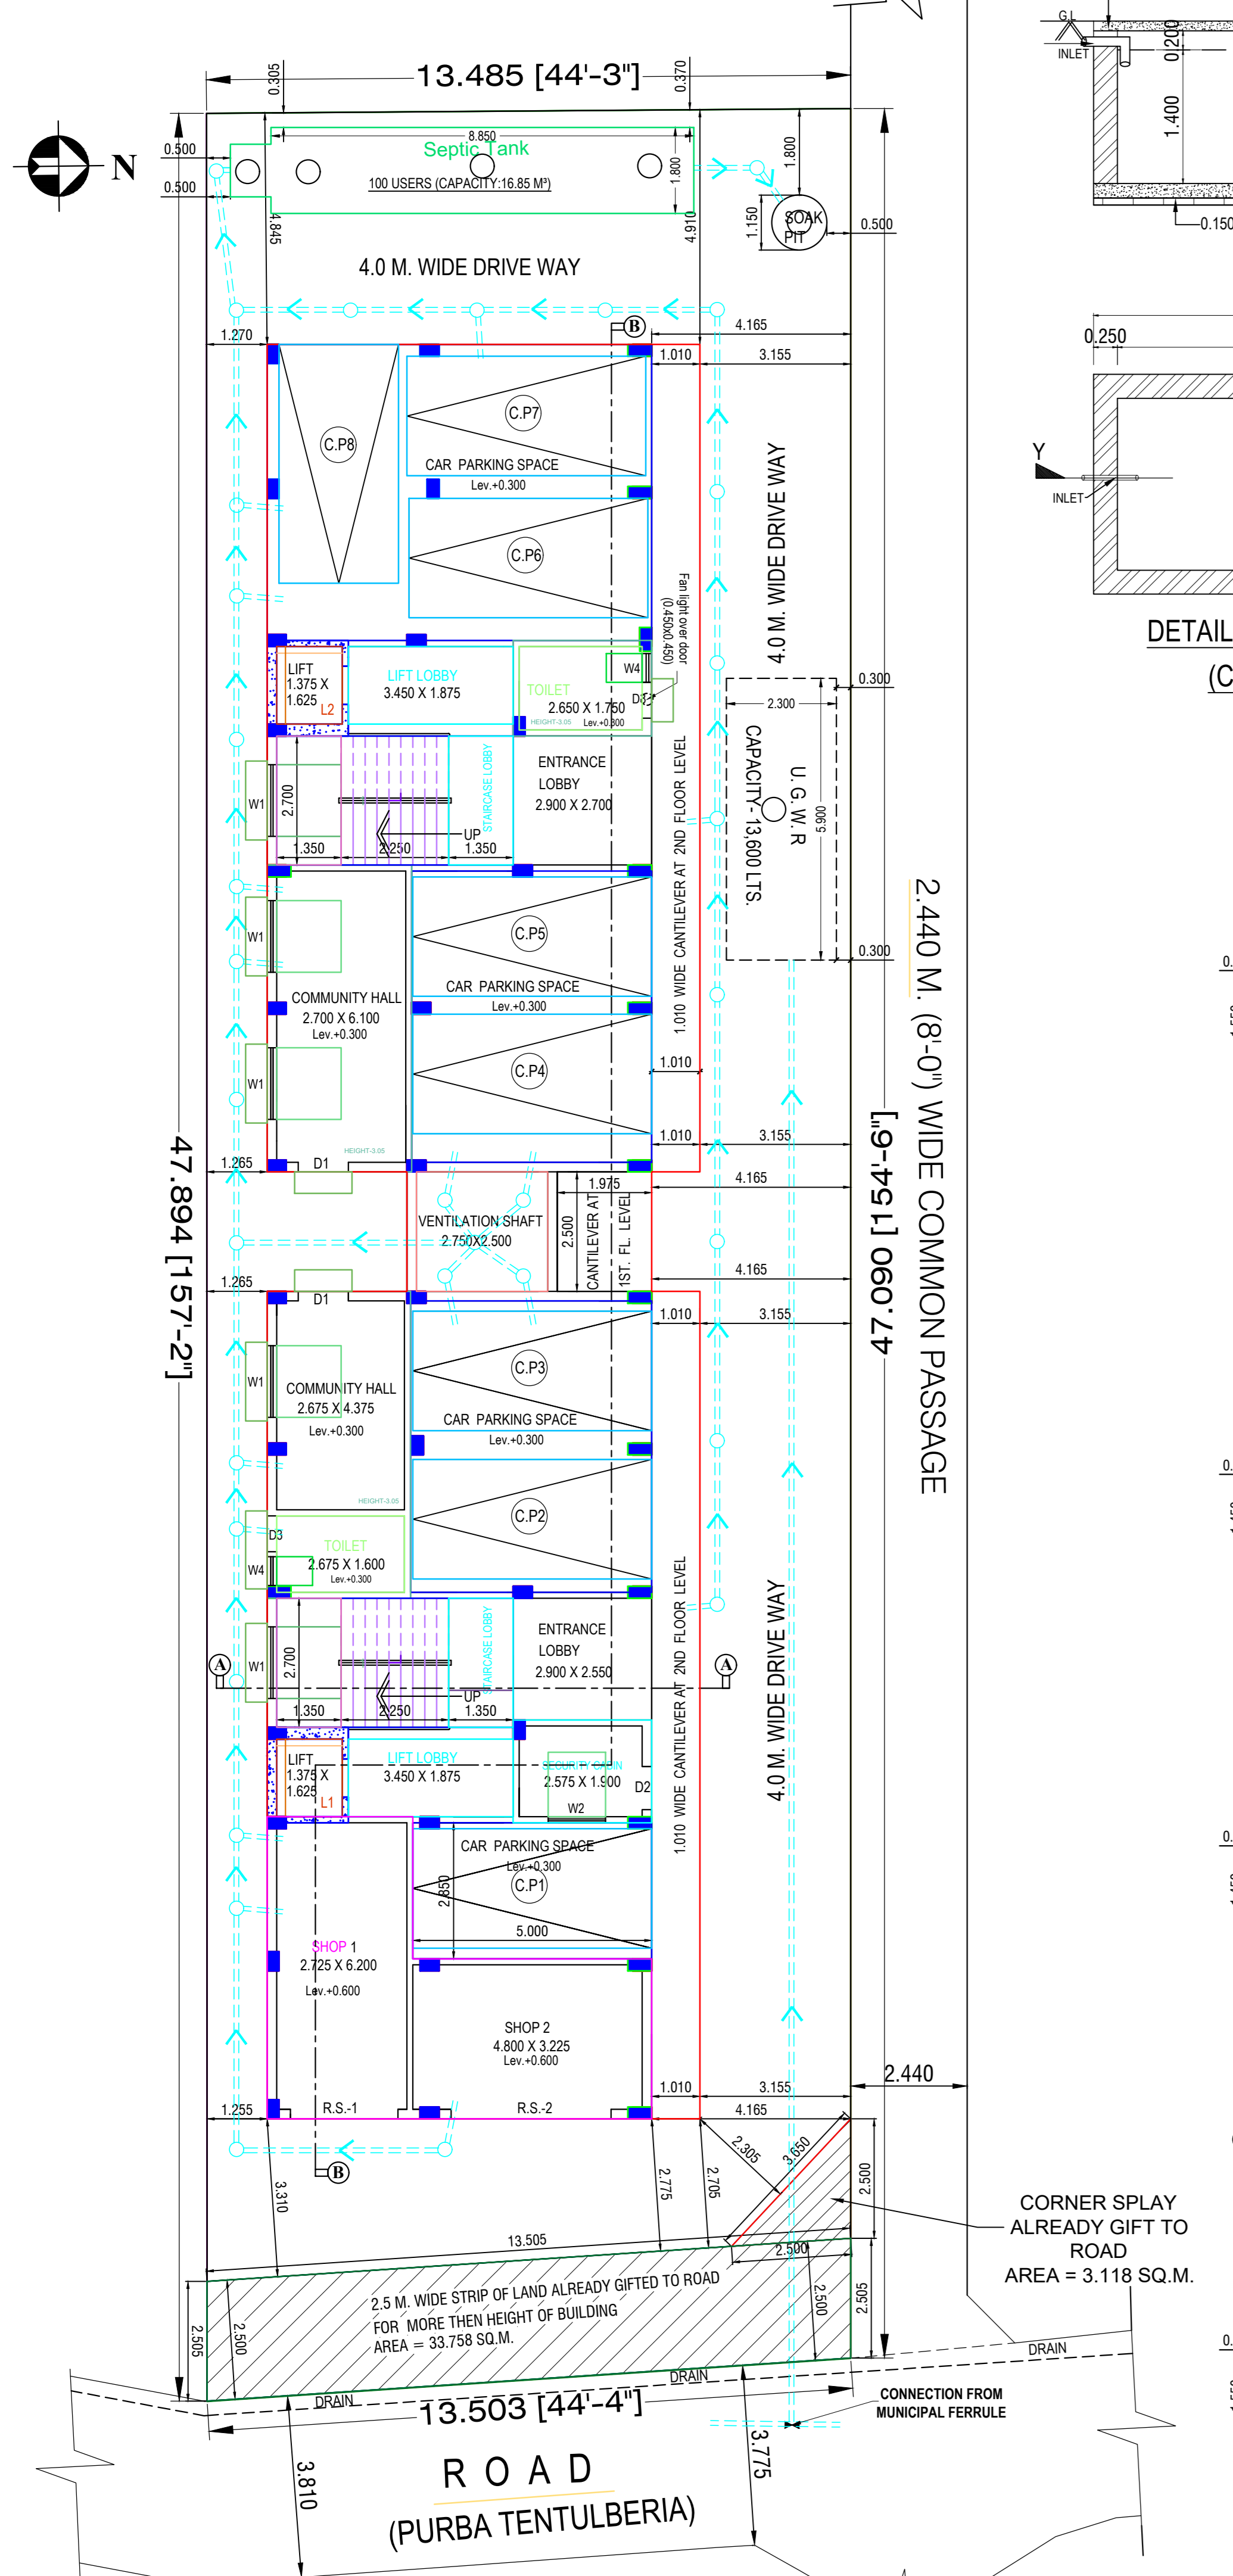 13.485 [44'-3"]
0.305
0.370
G.L
INLET
0.200
1.400
0.150
N
0.500
0.500
8.850
Septic Tank
100 USERS (CAPACITY:16.85 M³)
1.800
1.800
1.150
SOAK
PIT
0.500
4.845
4.910
4.0 M. WIDE DRIVE WAY
B
1.270
4.165
1.010
3.155
0.250
C.P7
C.P8
CAR PARKING SPACE
Lev.+0.300
C.P6
4.0 M. WIDE DRIVE WAY
Y
INLET
Fan light over door
(0.450x0.450)
DETAIL
(C
LIFT
1.375 X
1.625
L2
LIFT LOBBY
3.450 X 1.875
TOILET
2.650 X 1.750
HEIGHT-3.05
Lev.+0.300
W4
0.300
2.300
CAPACITY- 13,600 LTS.
U. G. W. R
5.900
0.300
W1
2.700
STAIRCASE LOBBY
ENTRANCE
LOBBY
2.900 X 2.700
UP
1.350
2.250
1.350
1.010 WIDE CANTILEVER AT 2ND FLOOR LEVEL
W1
C.P5
CAR PARKING SPACE
Lev.+0.300
COMMUNITY HALL
2.700 X 6.100
Lev.+0.300
C.P4
W1
1.010
HEIGHT-3.05
D1
1.010
3.155
1.265
4.165
2.440 M. (8'-0") WIDE COMMON PASSAGE
47.894 [157'-2"]
47.090 [154'-6"]
VENTILATION SHAFT
2.750X2.500
1.975
2.500
CANTILEVER AT
1ST. FL. LEVEL
1.265
4.165
D1
1.010
3.155
W1
COMMUNITY HALL
2.675 X 4.375
Lev.+0.300
C.P3
CAR PARKING SPACE
Lev.+0.300
HEIGHT-3.05
C.P2
D3
TOILET
2.675 X 1.600
Lev.+0.300
W4
1.010 WIDE CANTILEVER AT 2ND FLOOR LEVEL
4.0 M. WIDE DRIVE WAY
A
W1
2.700
STAIRCASE LOBBY
ENTRANCE
LOBBY
2.900 X 2.550
A
UP
1.350
2.250
1.350
LIFT
1.375 X
1.625
L1
LIFT LOBBY
3.450 X 1.875
SECURITY CABIN
2.575 X 1.900
D2
W2
CAR PARKING SPACE
Lev.+0.300
C.P1
2.850
5.000
SHOP 1
2.725 X 6.200
Lev.+0.600
SHOP 2
4.800 X 3.225
Lev.+0.600
R.S.-1
R.S.-2
1.255
1.010
3.155
4.165
2.440
B
3.310
2.775
2.705
2.305
3.650
2.500
13.505
2.500
CORNER SPLAY
ALREADY GIFT TO
ROAD
AREA = 3.118 SQ.M.
2.505
2.500
2.5 M. WIDE STRIP OF LAND ALREADY GIFTED TO ROAD
FOR MORE THEN HEIGHT OF BUILDING
AREA = 33.758 SQ.M.
2.500
2.505
DRAIN
DRAIN
DRAIN
13.503 [44'-4"]
CONNECTION FROM
MUNICIPAL FERRULE
3.810
3.775
ROAD
(PURBA TENTULBERIA)